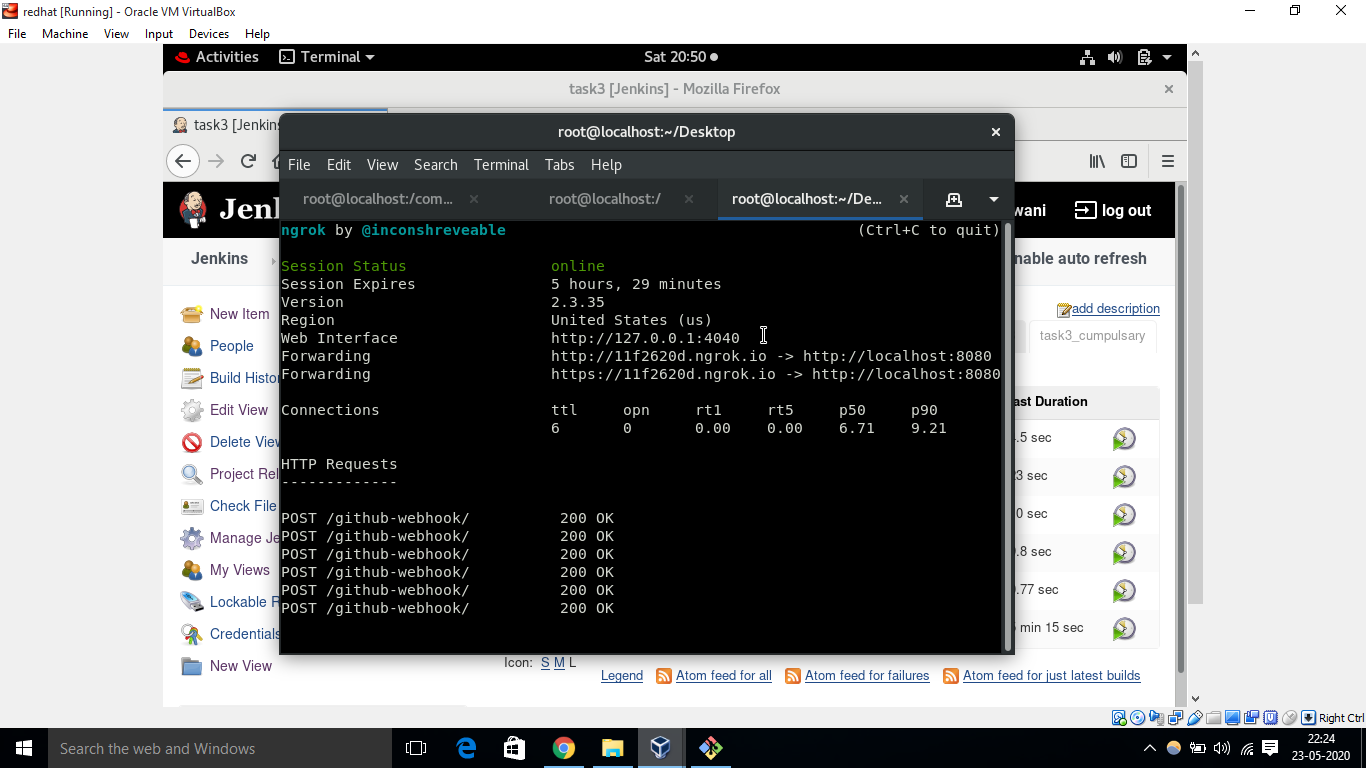 redhat [Running] - Oracle VM VirtualBox
File Machine View Input Devices Help
Activities Terminal Sat 20:50
task3 [Jenkins] - Mozilla Firefox
task3 [Jenkins
root@localhost:~/Desktop
File Edit View Search Terminal Tabs Help
root@localhost:/com... root@localhost:/ root@localhost:~/De...
wani log out
Jenkins
ngrok by @inconshreveable (Ctrl+C to quit)
nable auto refresh
Session Status online
Session Expires 5 hours, 29 minutes
Version 2.3.35
Region United States (us)
Web Interface http://127.0.0.1:4040
Forwarding http://11f2620d.ngrok.io -> http://localhost:8080
Forwarding https://11f2620d.ngrok.io -> http://localhost:8080
Connections ttl opn rt1 rt5 p50 p90
6 0 0.00 0.00 6.71 9.21
HTTP Requests
-------------
POST /github-webhook/ 200 OK
POST /github-webhook/ 200 OK
POST /github-webhook/ 200 OK
POST /github-webhook/ 200 OK
POST /github-webhook/ 200 OK
POST /github-webhook/ 200 OK
New Item
People
Build Histo
Edit View
Delete View
Project Rel
Check File
Manage Je
My Views
Lockable R
Credentials
New View
add description
task3_cumpulsary
ast Duration
.5 sec
3 sec
0 sec
.8 sec
.77 sec
min 15 sec
Icon: S M L
Legend Atom feed for all Atom feed for failures Atom feed for just latest builds
Right Ctrl
Search the web and Windows
22:24
23-05-2020